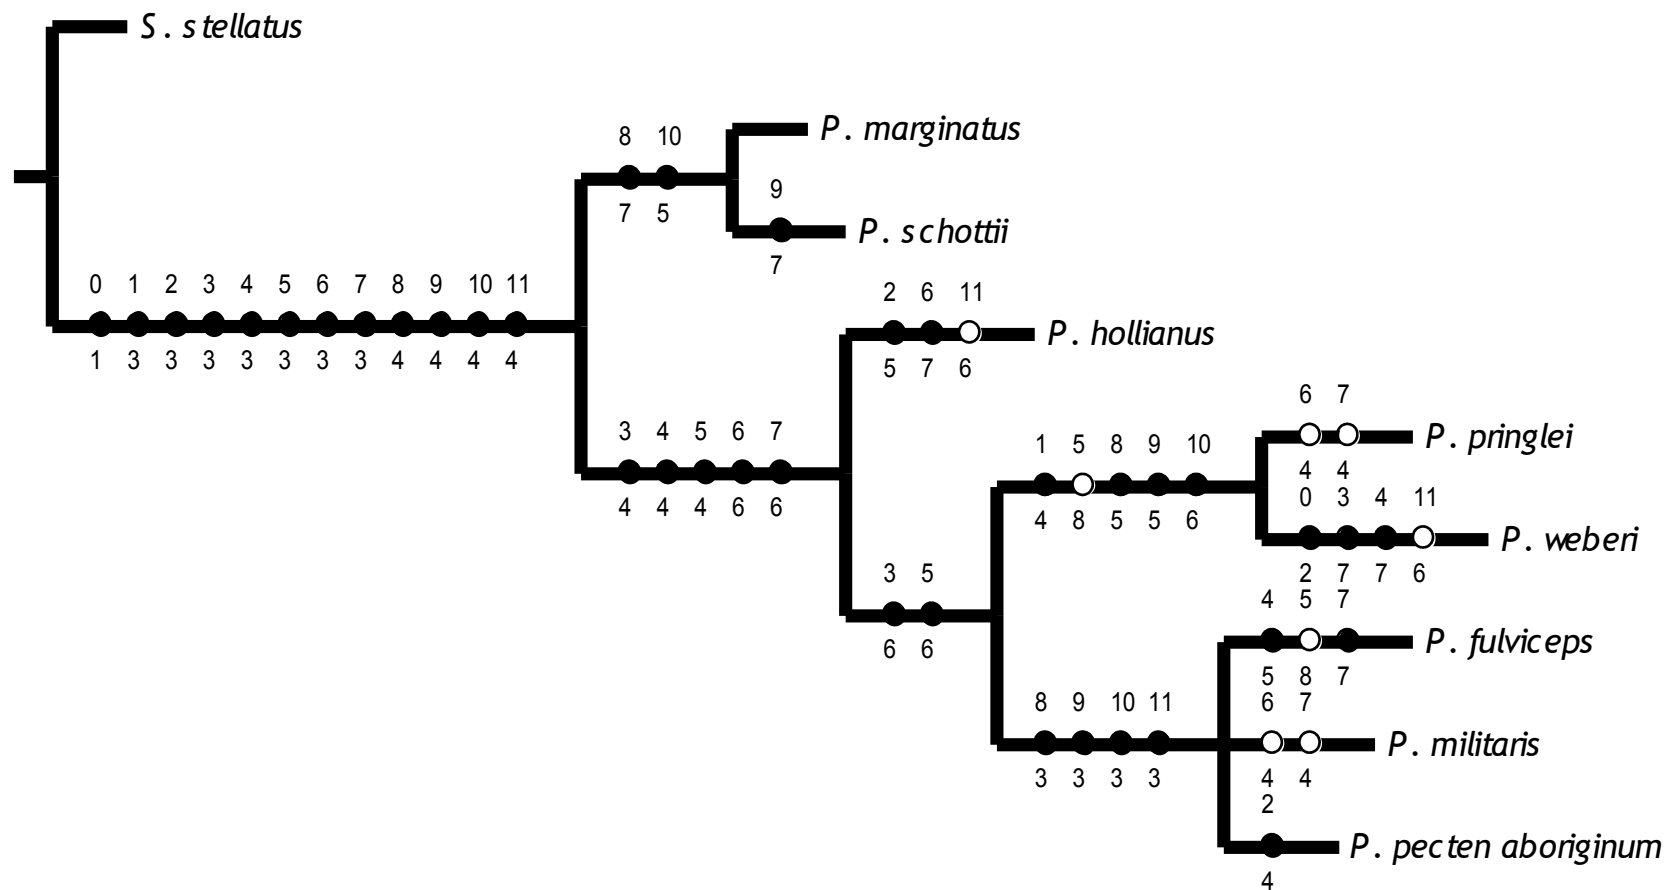 S. stellatus
8 10
P. marginatus
9
7 5
P. schottii
7
0 1 2 3 4 5 6 7 8 9 10 11
2 6 11
P. hollianus
1 3 3 3 3 3 3 3 4 4 4 4
5 7 6
6 7
P. pringlei
3 4 5 6 7
1 5 8 9 10
4 4
0 3 4 11
4 4 4 6 6
4 8 5 5 6
P. weberi
3 5
2 7 7 6
4 5 7
P. fulviceps
6 6
5 8 7
8 9 10 11
6 7
P. militaris
3 3 3 3
4 4
2
P. pecten aboriginum
4